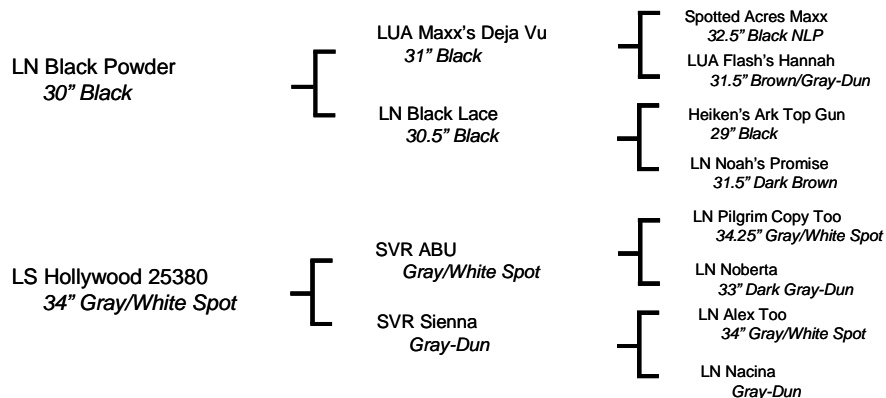 LN Black Powder
30” Black
LUA Maxx’s Deja Vu
31” Black
LN Black Lace
30.5” Black
Spotted Acres Maxx
32.5” Black NLP
LUA Flash’s Hannah
31.5” Brown/Gray-Dun
Heiken’s Ark Top Gun
29” Black
LN Noah’s Promise
31.5” Dark Brown
LS Hollywood 25380
34” Gray/White Spot
SVR ABU
Gray/White Spot
SVR Sienna
Gray-Dun
LN Pilgrim Copy Too
34.25” Gray/White Spot
LN Noberta
33” Dark Gray-Dun
LN Alex Too
34” Gray/White Spot
LN Nacina
Gray-Dun